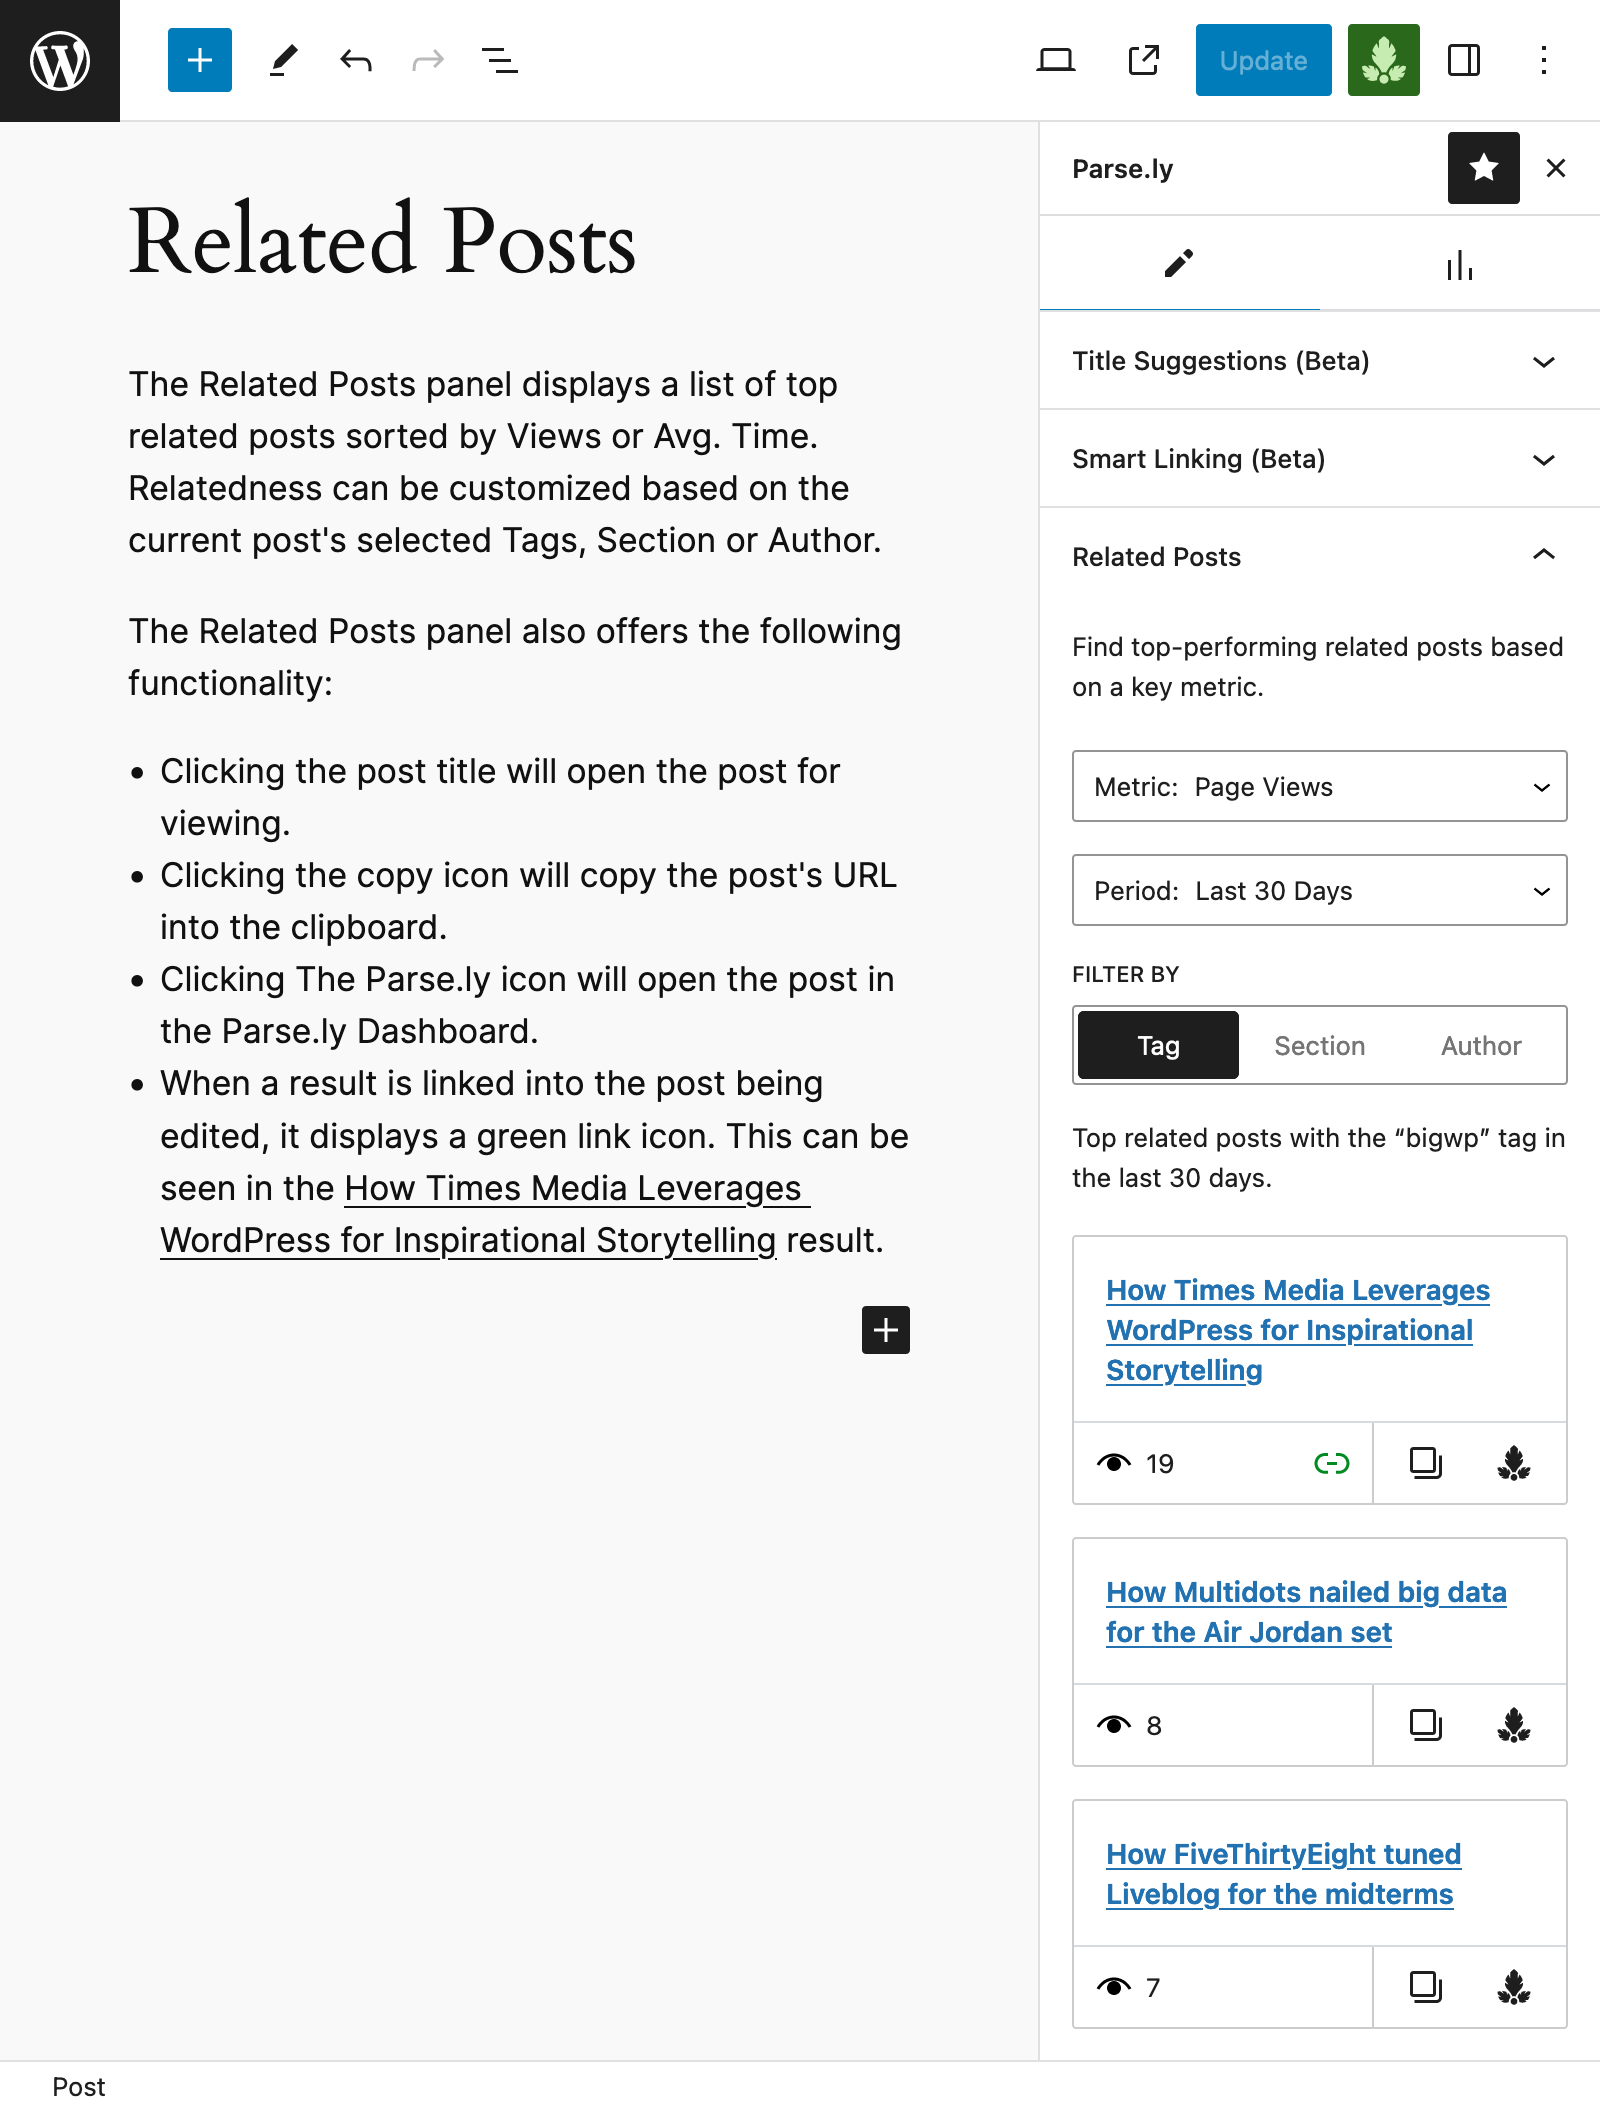 Update
Related Posts
The Related Posts panel displays a list of top
related posts sorted by Views or Avg. Time.
Relatedness can be customized based on the
current post's selected Tags, Section or Author.
The Related Posts panel also offers the following
functionality:
• Clicking the post title will open the post for
viewing.
• Clicking the copy icon will copy the post's URL
into the clipboard.
• Clicking The Parse.ly icon will open the post in
the Parse.ly Dashboard.
• When a result is linked into the post being
edited, it displays a green link icon. This can be
seen in the How Times Media Leverages
WordPress for Inspirational Storytelling result.
Parse.ly
Title Suggestions (Beta)
Smart Linking (Beta)
Related Posts
Find top-performing related posts based
on a key metric.
Metric: Page Views
Period: Last 30 Days
FILTER BY
Tag Section Author
Top related posts with the “bigwp” tag in
the last 30 days.
How Times Media Leverages
WordPress for Inspirational
Storytelling
19
How Multidots nailed big data
for the Air Jordan set
8
How FiveThirtyEight tuned
Liveblog for the midterms
7
Post